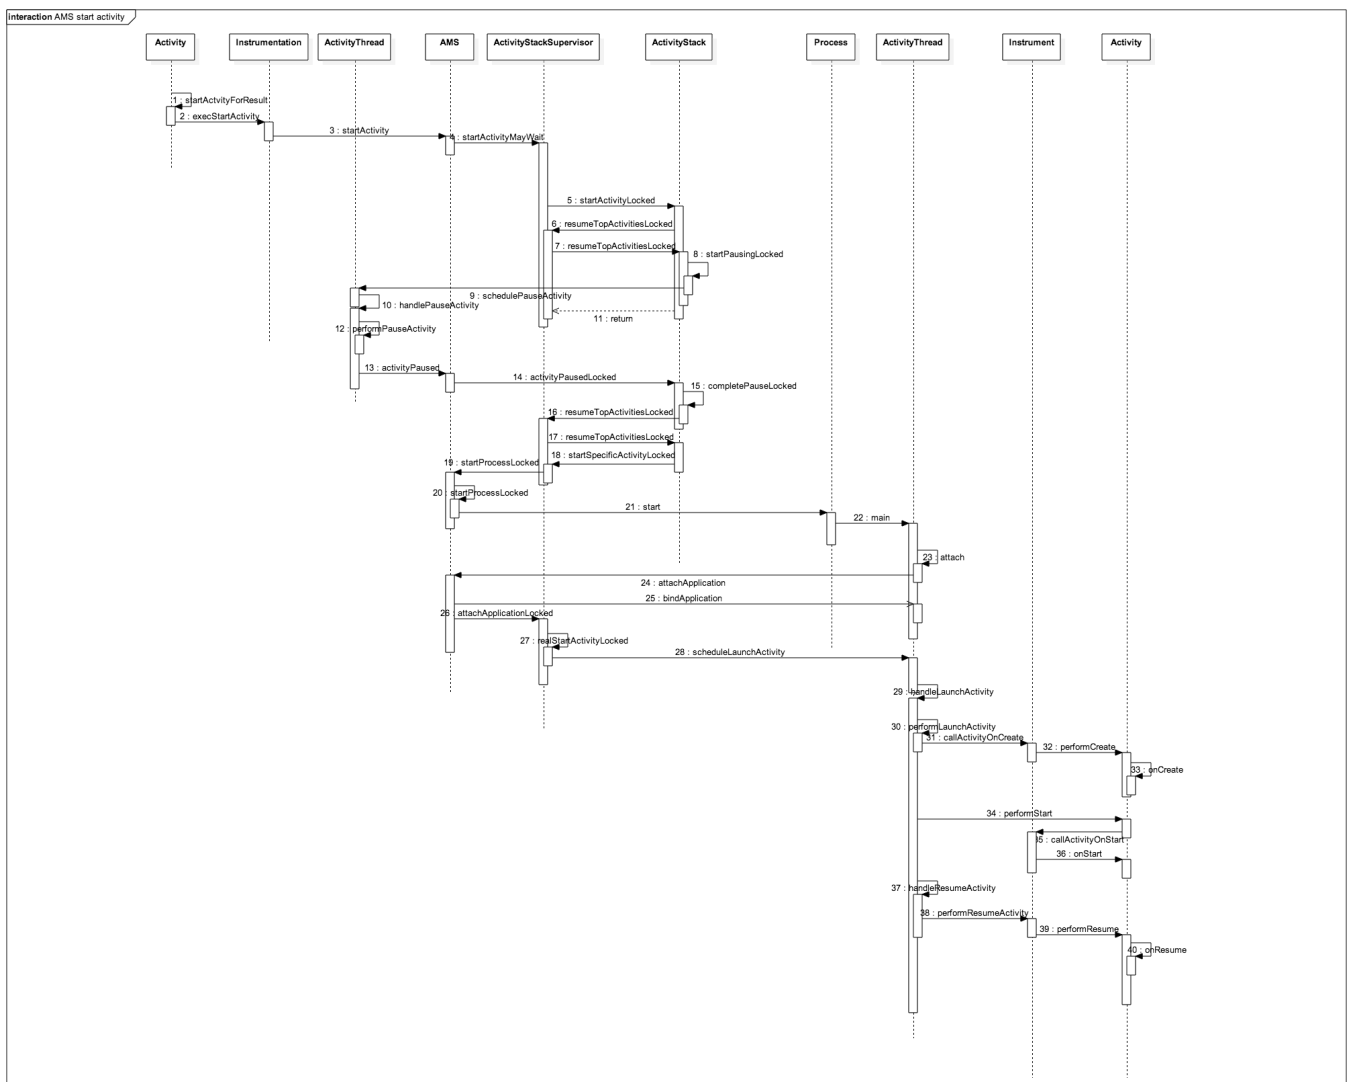 interaction AMS start activity
Activity
Instrumentation
ActivityThread
AMS
ActivityStackSupervisor
ActivityStack
Process
ActivityThread
Instrument
Activity
1 : startActvityForResult
2 : execStartActivity
3 : startActivity
4 : startActivityMayWait
5 : startActivityLocked
6 : resumeTopActivitiesLocked
7 : resumeTopActivitiesLocked
8 : startPausingLocked
9 : schedulePauseActivity
10 : handlePauseActivity
11 : return
12 : performPauseActivity
13 : activityPaused
14 : activityPausedLocked
15 : completePauseLocked
16 : resumeTopActivitiesLocked
17 : resumeTopActivitiesLocked
18 : startSpecificActivityLocked
19 : startProcessLocked
20 : startProcessLocked
21 : start
22 : main
23 : attach
24 : attachApplication
25 : bindApplication
26 : attachApplicationLocked
27 : realStartActivityLocked
28 : scheduleLaunchActivity
29 : handleLaunchActivity
30 : performLaunchActivity
31 : callActivityOnCreate
32 : performCreate
33 : onCreate
34 : performStart
35 : callActivityOnStart
36 : onStart
37 : handleResumeActivity
38 : performResumeActivity
39 : performResume
40 : onResume